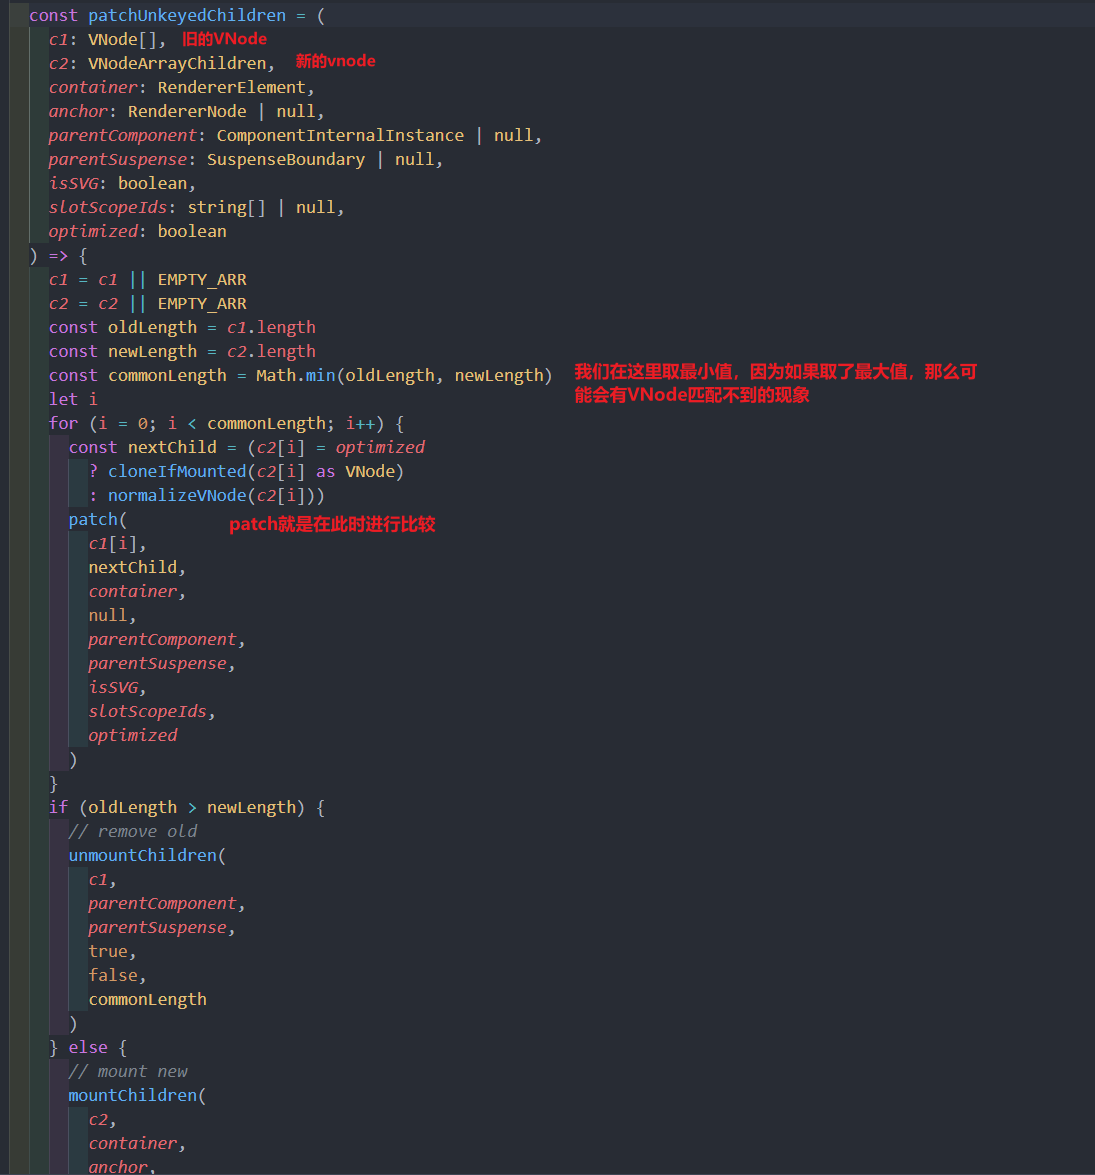 const patchUnkeyedChildren = (
c1: VNode[], 旧的VNode
c2: VNodeArrayChildren, 新的vnode
container: RendererElement,
anchor: RendererNode | null,
parentComponent: ComponentInternalInstance | null,
parentSuspense: SuspenseBoundary | null,
isSVG: boolean,
slotScopeIds: string[] | null,
optimized: boolean
) => {
c1 = c1 || EMPTY_ARR
c2 = c2 || EMPTY_ARR
const oldLength = c1.length
const newLength = c2.length
const commonLength = Math.min(oldLength, newLength) 我们在这里取最小值，因为如果取了最大值，那么可
能会有VNode匹配不到的现象
let i
for (i = 0; i < commonLength; i++) {
const nextChild = (c2[i] = optimized
? cloneIfMounted(c2[i] as VNode)
: normalizeVNode(c2[i]))
patch( patch就是在此时进行比较
c1[i],
nextChild,
container,
null,
parentComponent,
parentSuspense,
isSVG,
slotScopeIds,
optimized
)
}
if (oldLength > newLength) {
// remove old
unmountChildren(
c1,
parentComponent,
parentSuspense,
true,
false,
commonLength
)
} else {
// mount new
mountChildren(
c2,
container,
anchor,